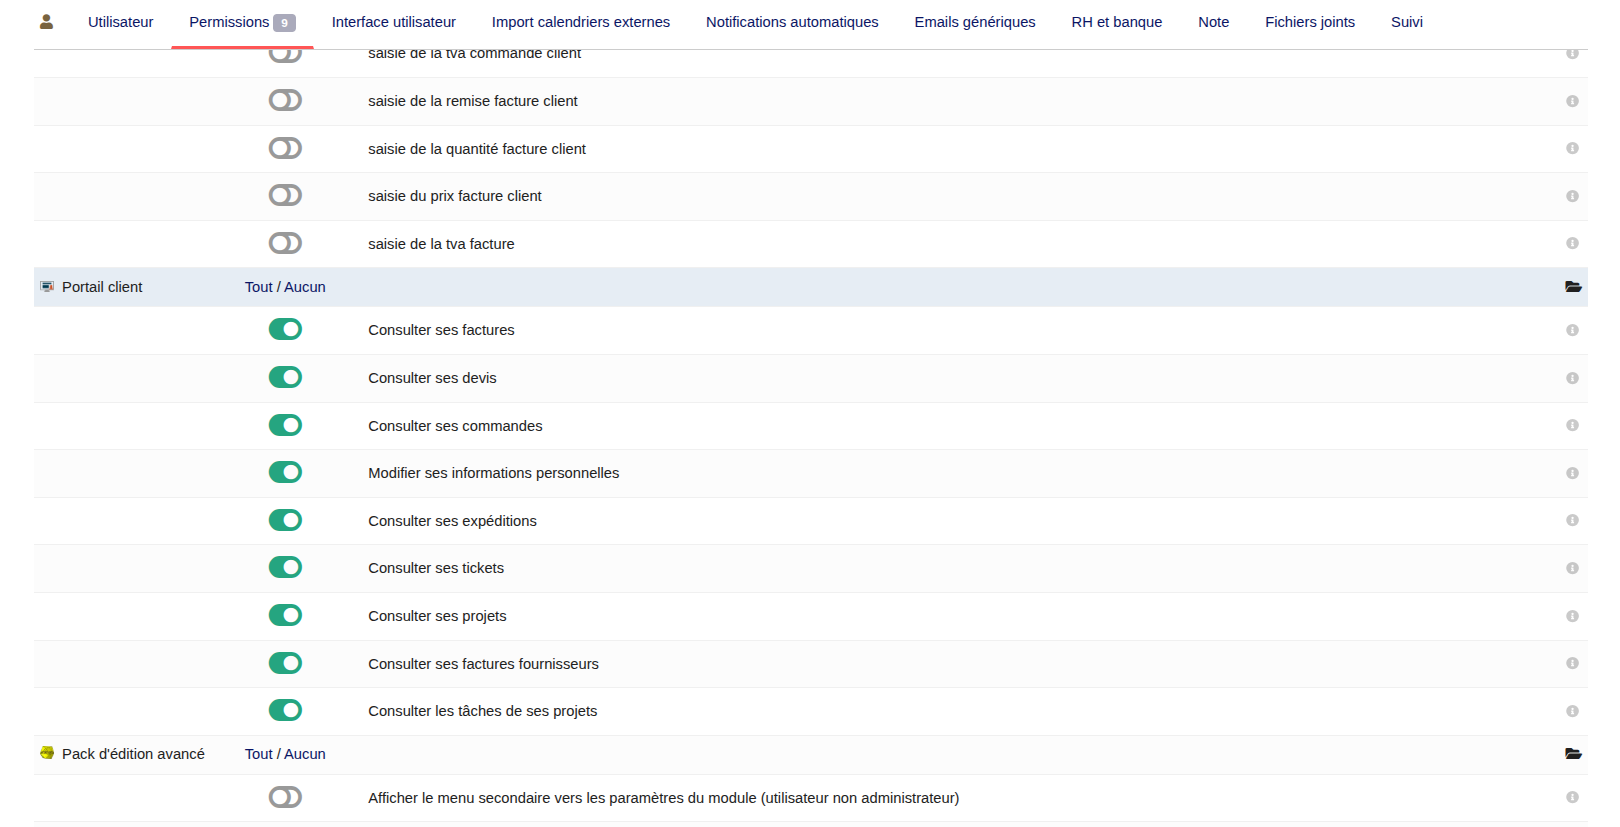 Utilisateur Permissions 9 Interface utilisateur Import calendriers externes Notifications automatiques Emails génériques RH et banque Note Fichiers joints Suivi
saisie de la tva commande client
saisie de la remise facture client
saisie de la quantité facture client
saisie du prix facture client
saisie de la tva facture
Portail client Tout / Aucun
Consulter ses factures
Consulter ses devis
Consulter ses commandes
Modifier ses informations personnelles
Consulter ses expéditions
Consulter ses tickets
Consulter ses projets
Consulter ses factures fournisseurs
Consulter les tâches de ses projets
Pack d'édition avancé Tout / Aucun
Afficher le menu secondaire vers les paramètres du module (utilisateur non administrateur)